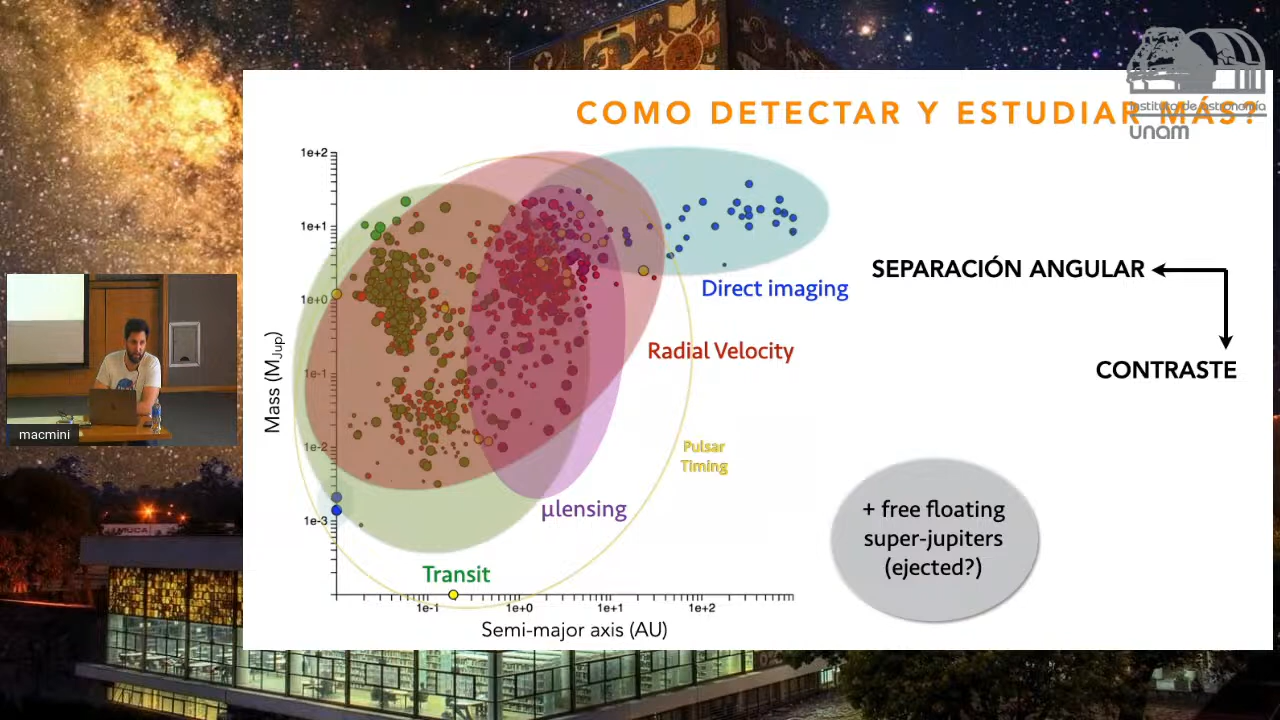 COMO DETECTAR Y ESTUDIAR MÁS?
instituto de astronomía
unam
1e+2
1e+1
1e+0
1e-1
1e-2
1e-3
Mass (MJup)
1e-1
1e+0
1e+1
1e+2
Semi-major axis (AU)
Direct imaging
Radial Velocity
Pulsar
Timing
µlensing
Transit
SEPARACIÓN ANGULAR
CONTRASTE
+ free floating
super-jupiters
(ejected?)
macmini
MUCA